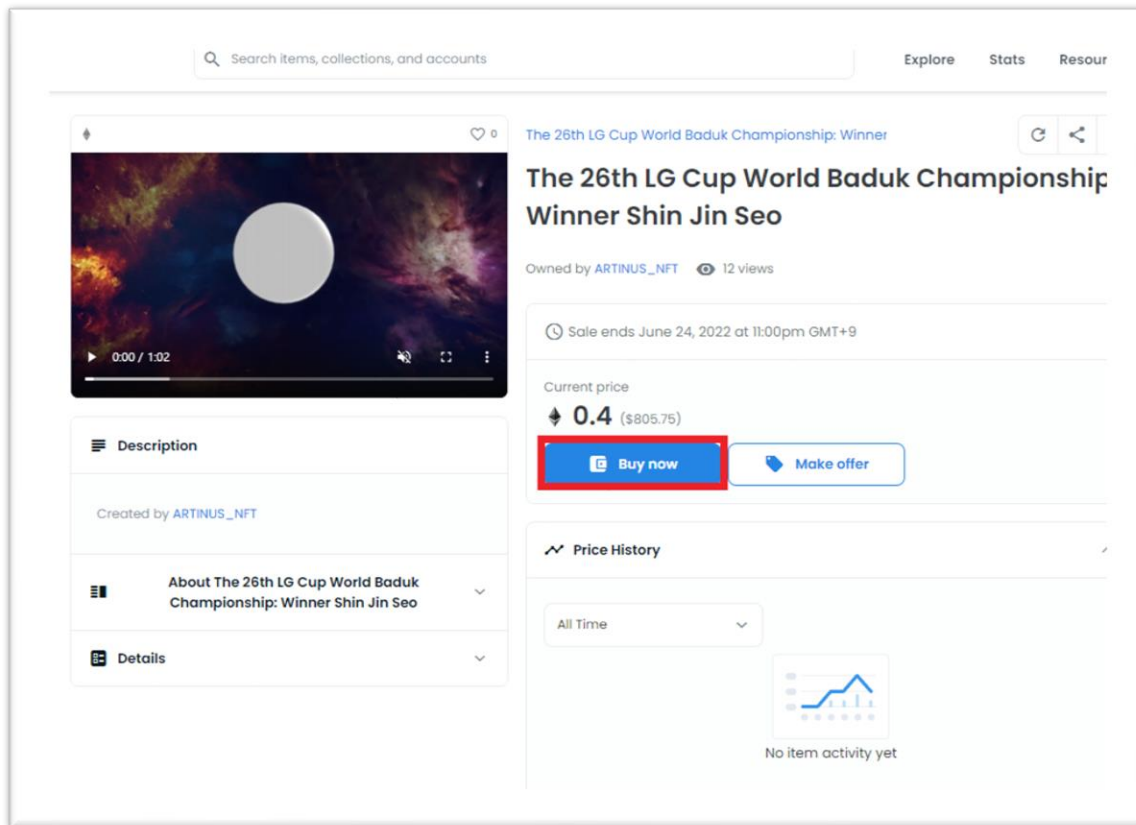 Search items, collections, and accounts
Explore Stats Resour
0
The 26th LG Cup World Baduk Championship: Winner
The 26th LG Cup World Baduk Championship
Winner Shin Jin Seo
Owned by ARTINUS_NFT 12 views
0:00 / 1:02
Sale ends June 24, 2022 at 11:00pm GMT+9
Current price
0.4 ($805.75)
Buy now Make offer
Description
Created by ARTINUS_NFT
About The 26th LG Cup World Baduk
Championship: Winner Shin Jin Seo
Details
Price History
All Time
No item activity yet